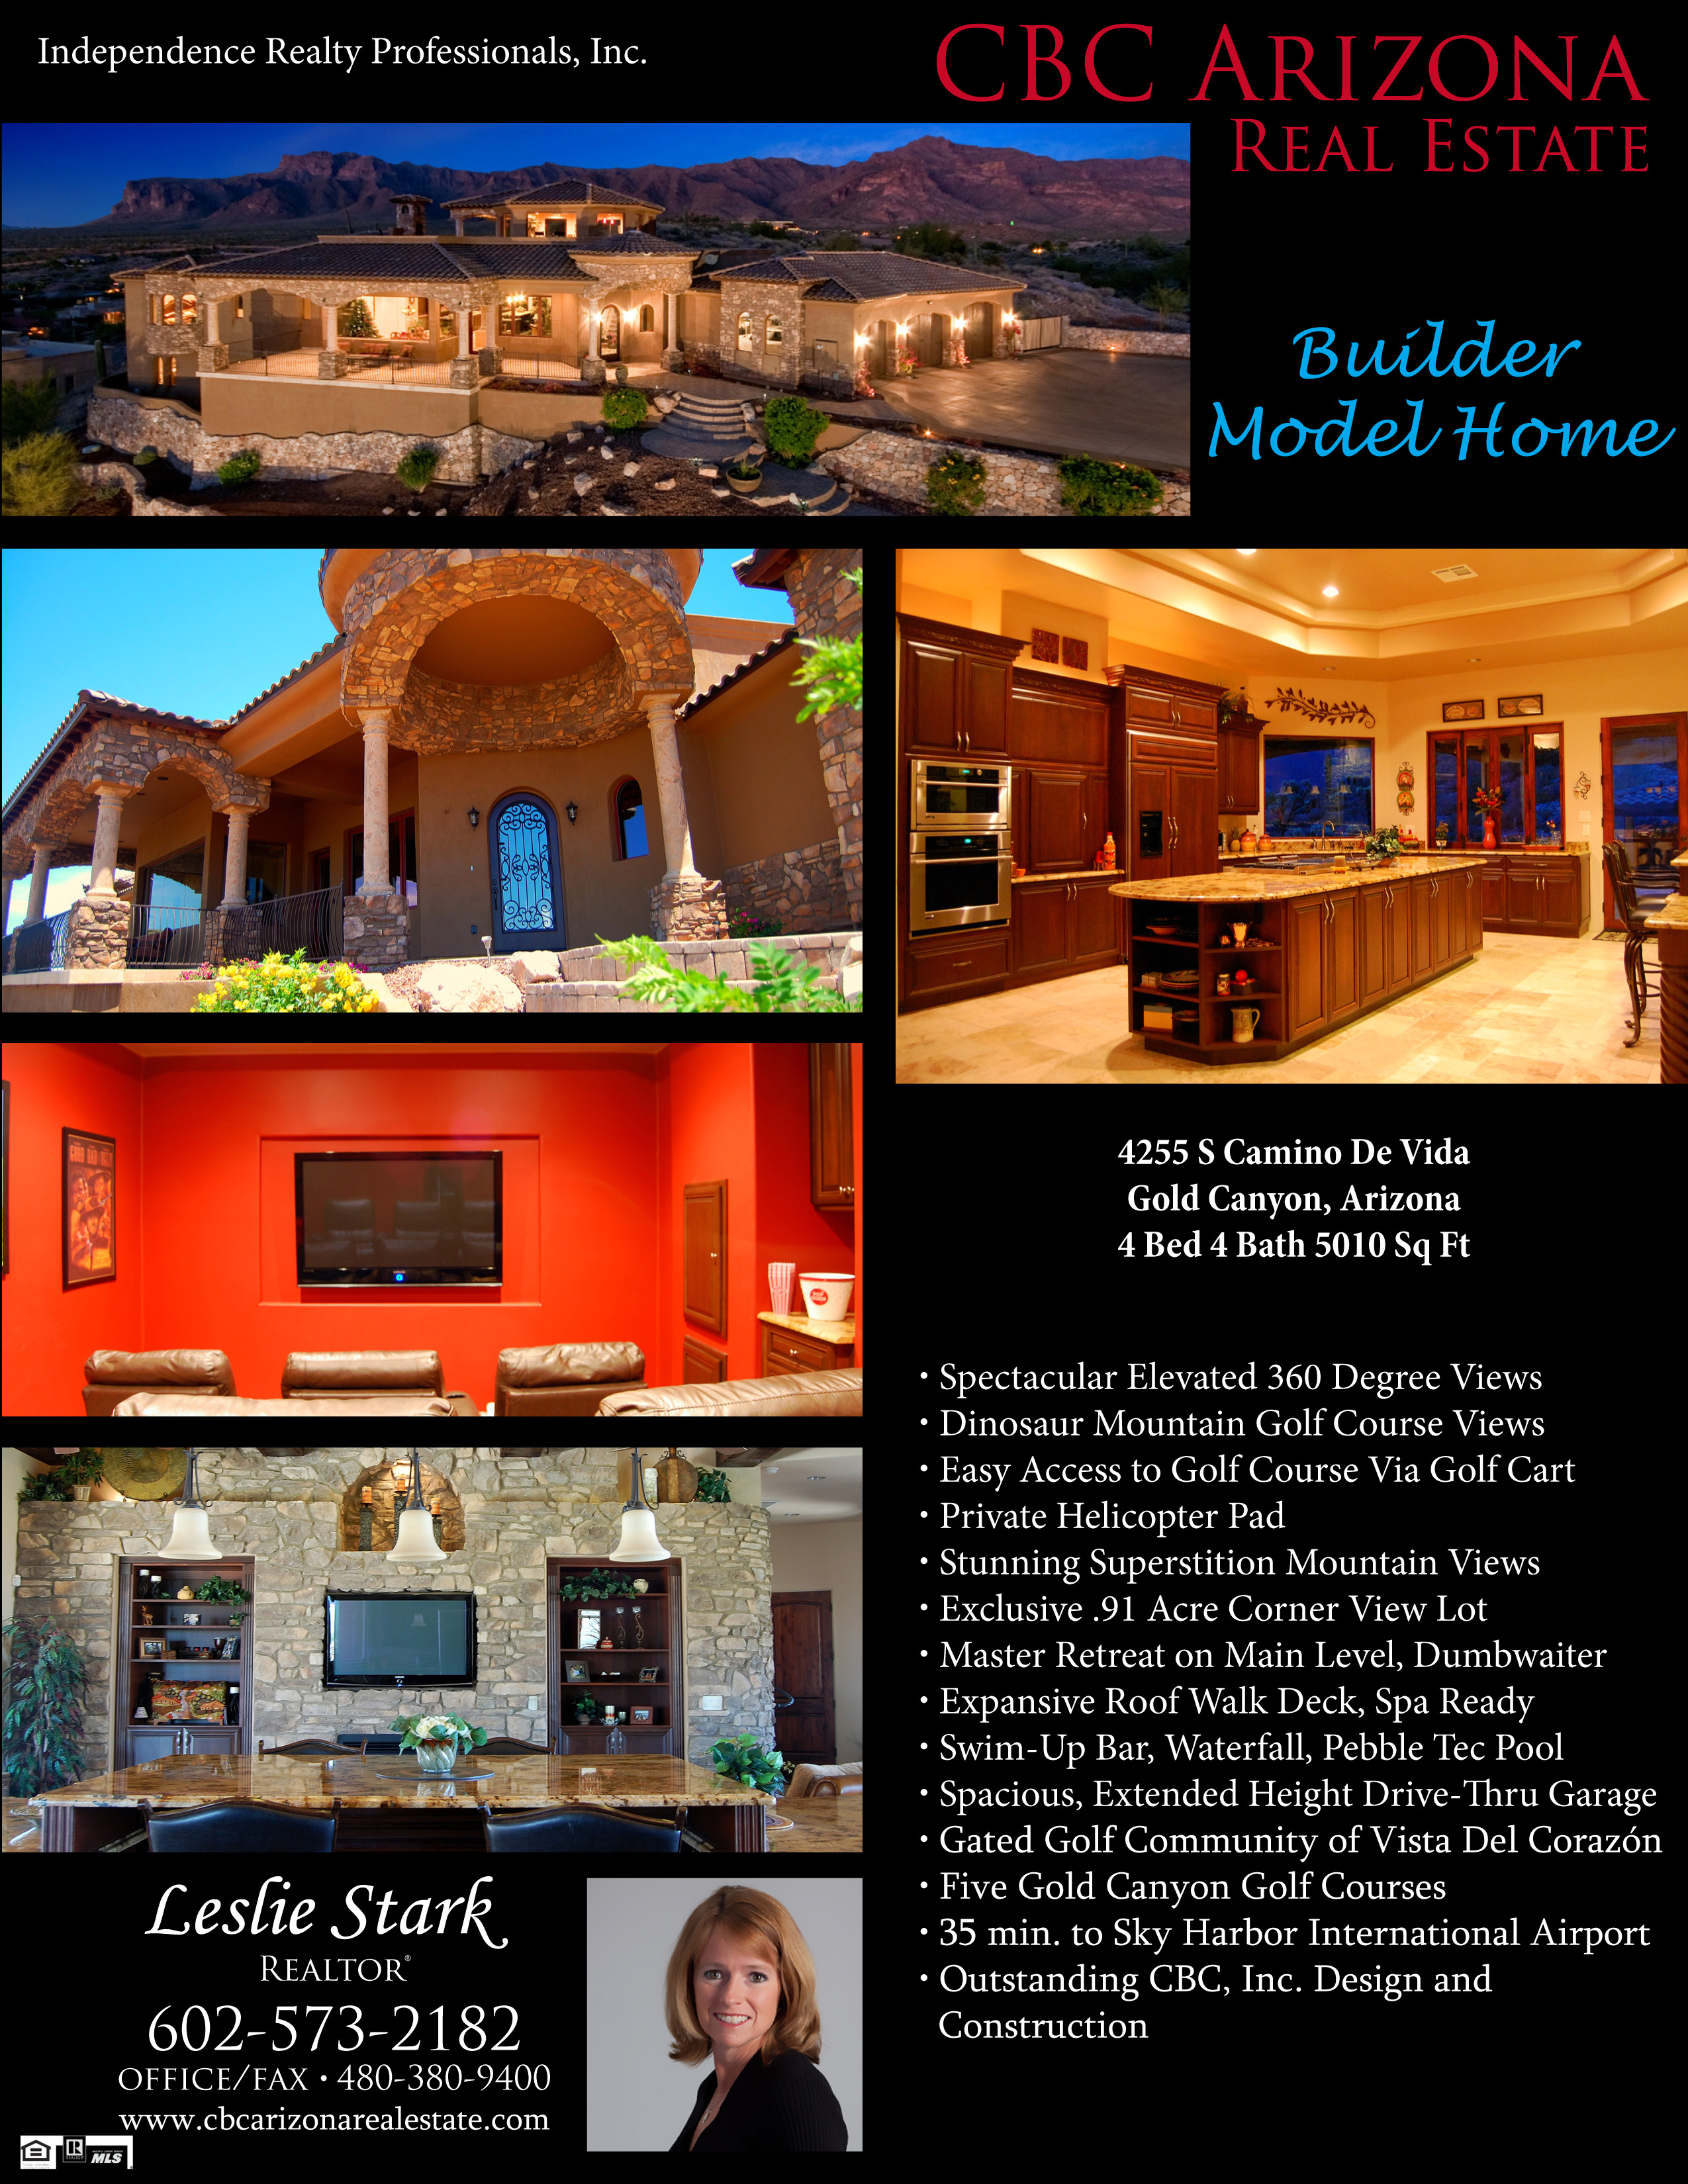 Independence Realty Professionals, Inc.
CBC ARIZONA
REAL ESTATE
Builder
Model Home
4255 S Camino De Vida
Gold Canyon, Arizona
4 Bed 4 Bath 5010 Sq Ft
• Spectacular Elevated 360 Degree Views
• Dinosaur Mountain Golf Course Views
• Easy Access to Golf Course Via Golf Cart
• Private Helicopter Pad
• Stunning Superstition Mountain Views
• Exclusive .91 Acre Corner View Lot
• Master Retreat on Main Level, Dumbwaiter
• Expansive Roof Walk Deck, Spa Ready
• Swim-Up Bar, Waterfall, Pebble Tec Pool
• Spacious, Extended Height Drive-Thru Garage
• Gated Golf Community of Vista Del Corazón
• Five Gold Canyon Golf Courses
• 35 min. to Sky Harbor International Airport
• Outstanding CBC, Inc. Design and
Construction
Leslie Stark
REALTOR®
602-573-2182
OFFICE/FAX • 480-380-9400
www.cbcarizonarealestate.com
REALTOR
MLS